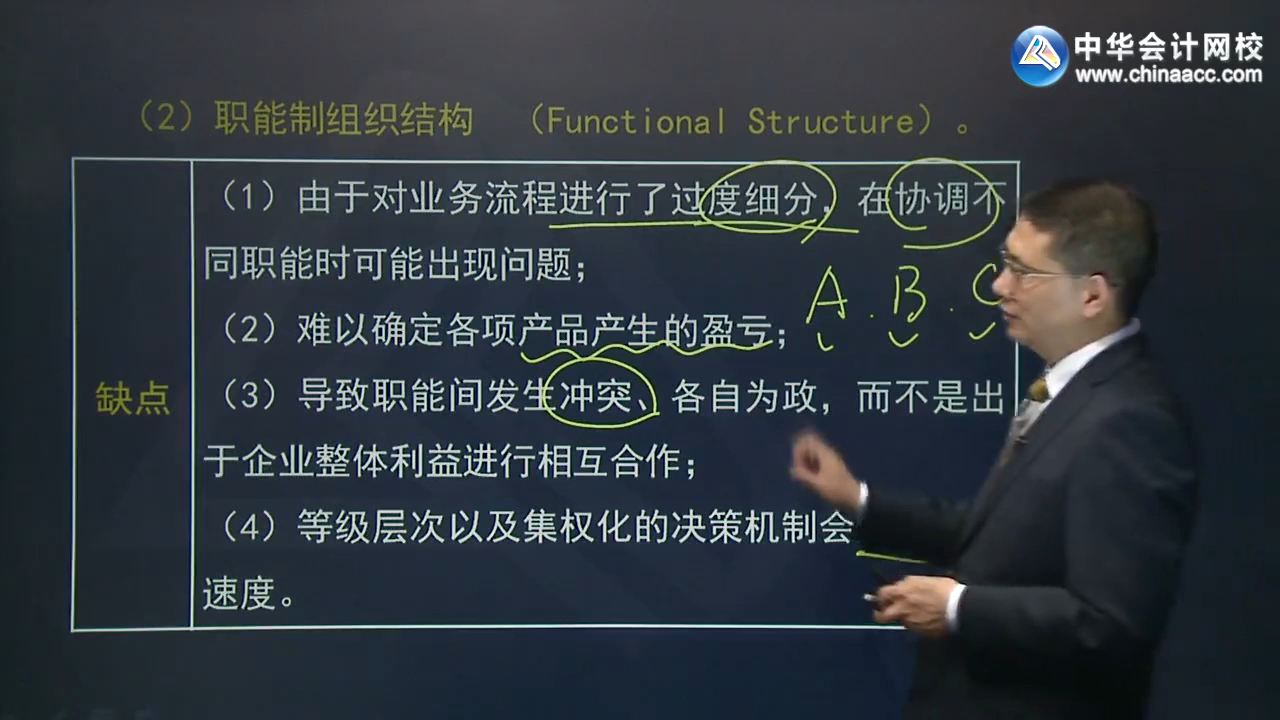 中华会计网校
www.chinaacc.com
（2）职能制组织结构 （Functional Structure）。
（1）由于对业务流程进行了过度细分，在协调不
同职能时可能出现问题；
A . B . C
（2）难以确定各项产品产生的盈亏；
缺点
（3）导致职能间发生冲突、各自为政，而不是出
于企业整体利益进行相互合作；
（4）等级层次以及集权化的决策机制会
速度。